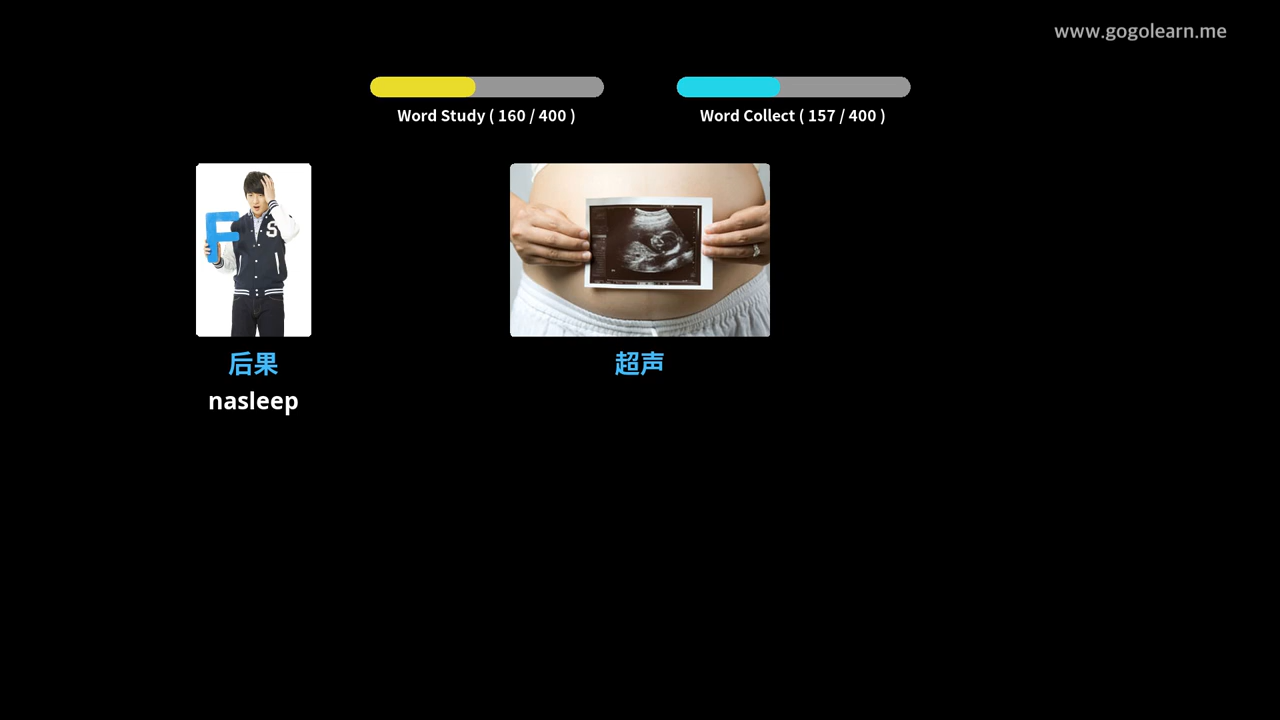 www.gogolearn.me
Word Study ( 160 / 400 )
Word Collect ( 157 / 400 )
F
S
后果
超声
nasleep